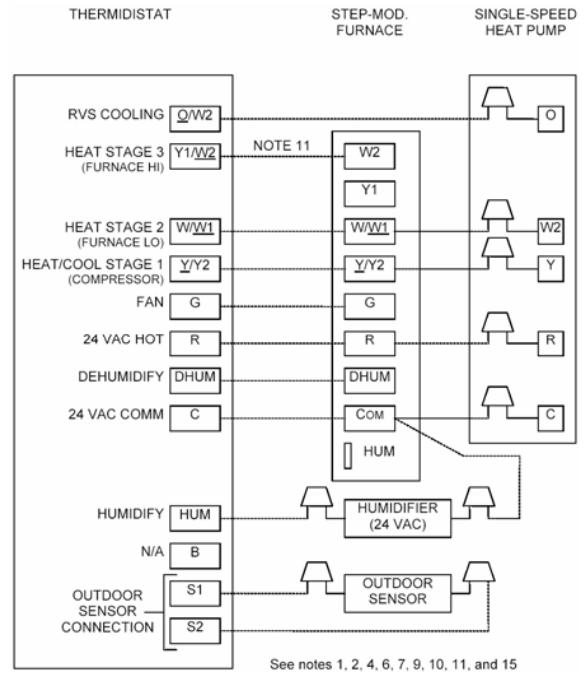 THERMIDISTAT
STEP-MOD.
FURNACE
SINGLE-SPEED
HEAT PUMP
RVS COOLING
O/W2
O
HEAT STAGE 3
(FURNACE HI)
Y1/W2
NOTE 11
W2
Y1
HEAT STAGE 2
(FURNACE LO)
W/W1
W/W1
W2
HEAT/COOL STAGE 1
(COMPRESSOR)
Y/Y2
Y/Y2
Y
FAN
G
G
24 VAC HOT
R
R
R
DEHUMIDIFY
DHUM
DHUM
24 VAC COMM
C
COM
C
HUM
HUMIDIFY
HUM
HUMIDIFIER
(24 VAC)
N/A
B
OUTDOOR
SENSOR
CONNECTION
S1
S2
OUTDOOR
SENSOR
See notes 1, 2, 4, 6, 7, 9, 10, 11, and 15